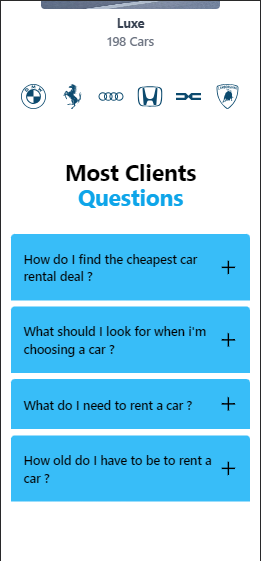 Luxe
198 Cars
Most Clients
Questions
How do I find the cheapest car
rental deal ?
What should I look for when i'm
choosing a car ?
What do I need to rent a car ?
How old do I have to be to rent a
car ?